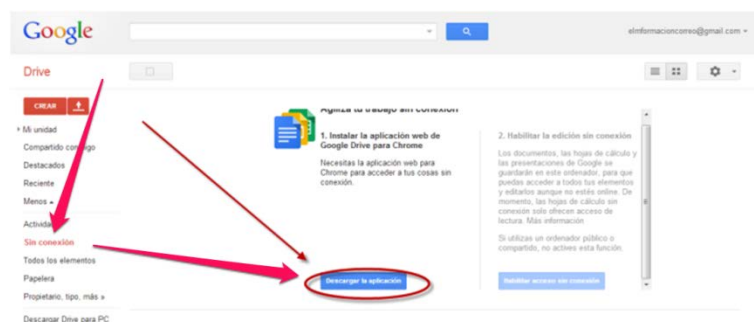 Google
elmformacioncorreo@gmail.com
Drive
CREAR
Mi unidad
Compartido contigo
Destacados
Reciente
Menos
Actividad
Sin conexión
Todos los elementos
Papelera
Propietario, tipo, más »
Descargar Drive para PC
Agiliza tu trabajo sin conexión
1. Instalar la aplicación web de
Google Drive para Chrome
Necesitas la aplicación web para
Chrome para acceder a tus cosas sin
conexión.
Descargar la aplicación
2. Habilitar la edición sin conexión
Los documentos, las hojas de cálculo y
las presentaciones de Google se
guardarán en este ordenador, para que
puedas acceder a todos tus elementos
y editarlos aunque no estés online. De
momento, las hojas de cálculo sin
conexión solo ofrecen acceso de
lectura. Más información
Si utilizas un ordenador público o
compartido, no actives esta función.
Habilitar acceso sin conexión